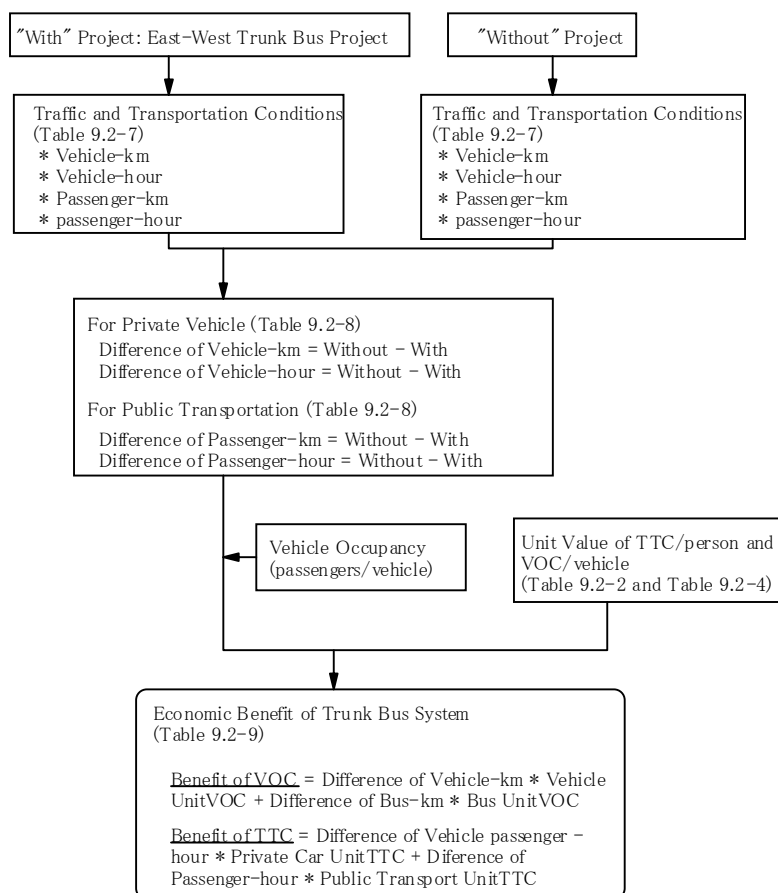 "With" Project: East-West Trunk Bus Project
"Without" Project
Traffic and Transportation Conditions
(Table 9.2-7)
* Vehicle-km
* Vehicle-hour
* Passenger-km
* passenger-hour
Traffic and Transportation Conditions
(Table 9.2-7)
* Vehicle-km
* Vehicle-hour
* Passenger-km
* passenger-hour
For Private Vehicle (Table 9.2-8)
Difference of Vehicle-km = Without - With
Difference of Vehicle-hour = Without - With
For Public Transportation (Table 9.2-8)
Difference of Passenger-km = Without - With
Difference of Passenger-hour = Without - With
Vehicle Occupancy
(passengers/vehicle)
Unit Value of TTC/person and
VOC/vehicle
(Table 9.2-2 and Table 9.2-4)
Economic Benefit of Trunk Bus System
(Table 9.2-9)
Benefit of VOC = Difference of Vehicle-km * Vehicle
UnitVOC + Difference of Bus-km * Bus UnitVOC
Benefit of TTC = Difference of Vehicle passenger -
hour * Private Car UnitTTC + Diference of
Passenger-hour * Public Transport UnitTTC